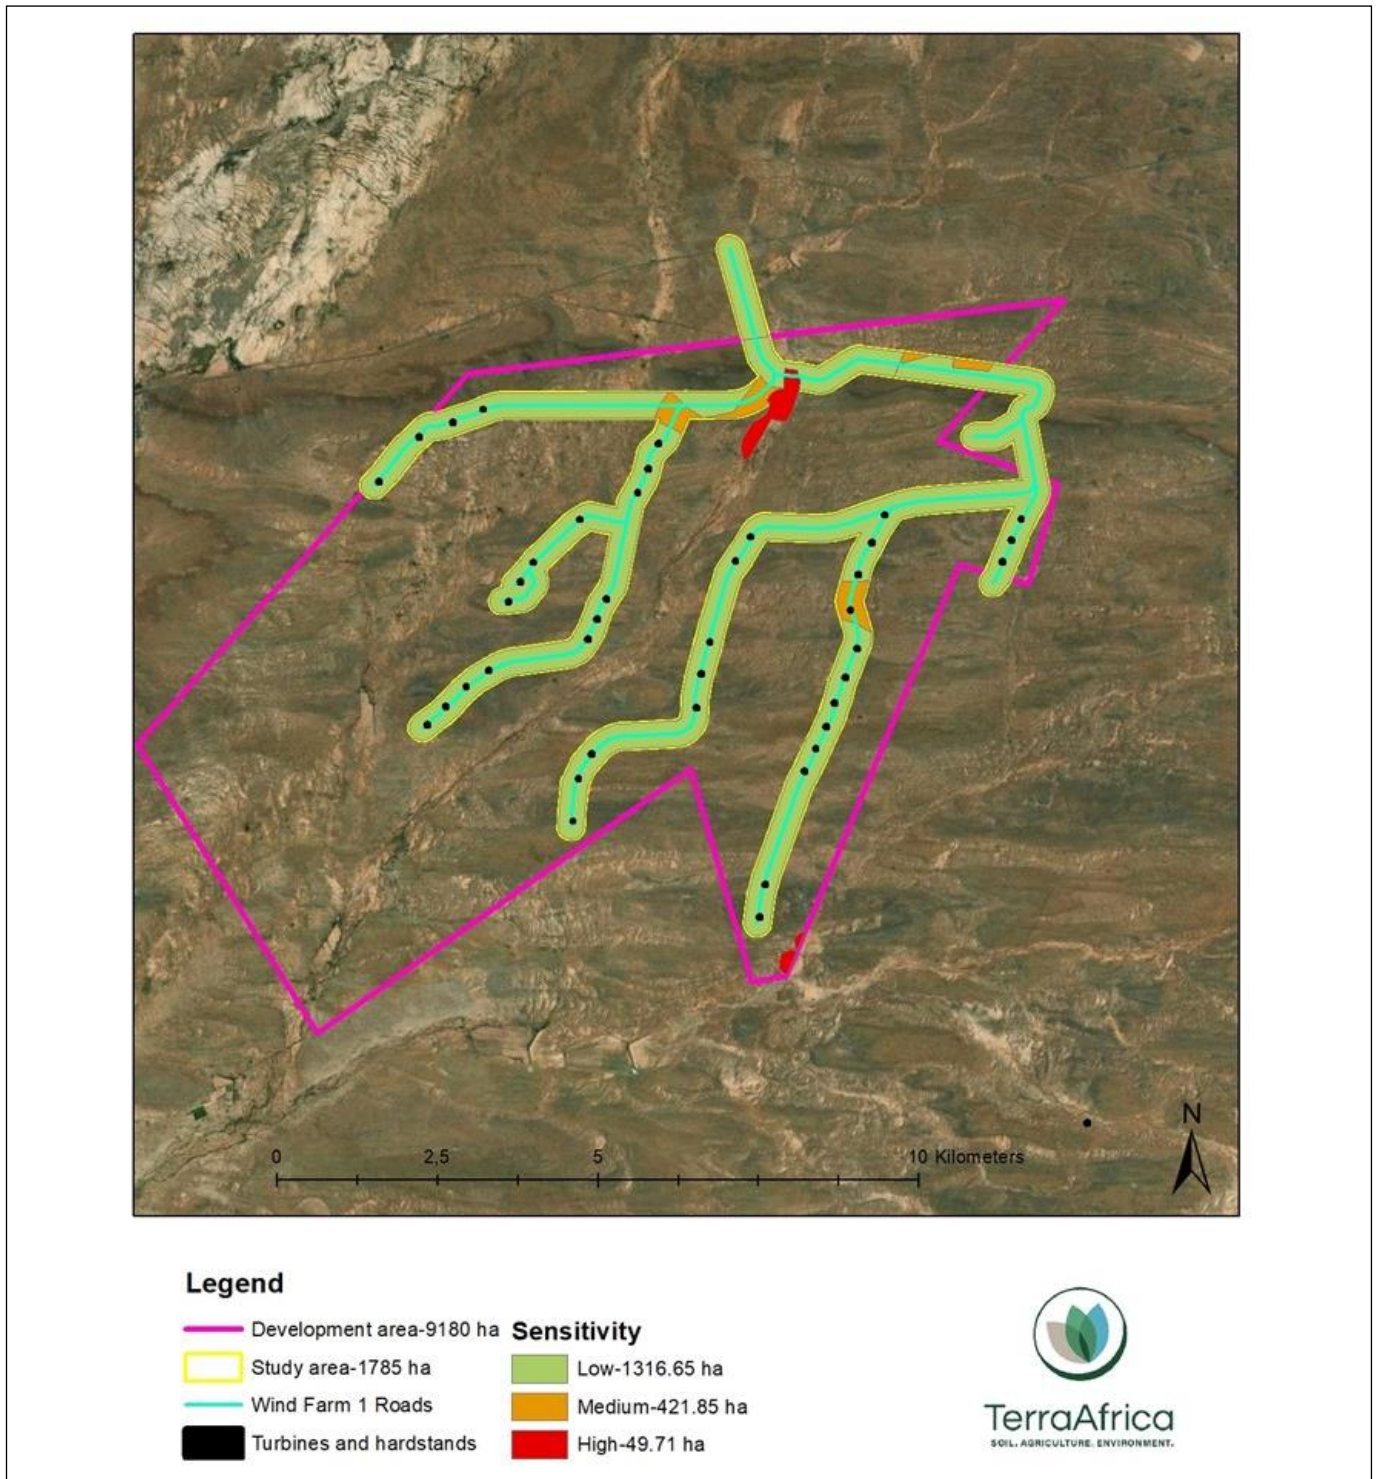 N
0 2,5 5 10 Kilometers
Legend
Development area-9180 ha
Study area-1785 ha
Wind Farm 1 Roads
Turbines and hardstands
Sensitivity
Low-1316.65 ha
Medium-421.85 ha
High-49.71 ha
TerraAfrica
SOIL. AGRICULTURE. ENVIRONMENT.